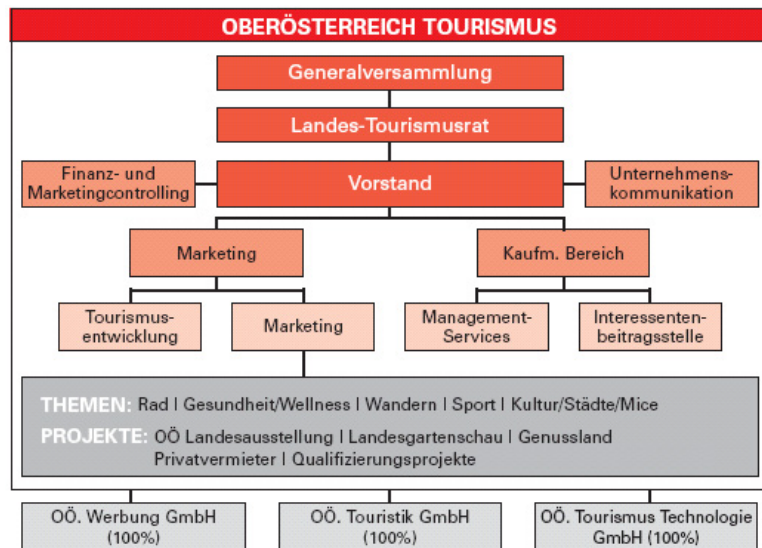 OBERÖSTERREICH TOURISMUS
Generalversammlung
Landes-Tourismusrat
Finanz- und
Marketingcontrolling
Vorstand
Unternehmens-
kommunikation
Marketing
Kaufm. Bereich
Tourismus-
entwicklung
Marketing
Management-
Services
Interessenten-
beitragsstelle
THEMEN: Rad | Gesundheit/Wellness | Wandern | Sport | Kultur/Städte/Mice
PROJEKTE: OÖ Landesausstellung | Landesgartenschau | Genussland
Privatvermieter | Qualifizierungsprojekte
OÖ. Werbung GmbH
(100%)
OÖ. Touristik GmbH
(100%)
OÖ. Tourismus Technologie
GmbH (100%)